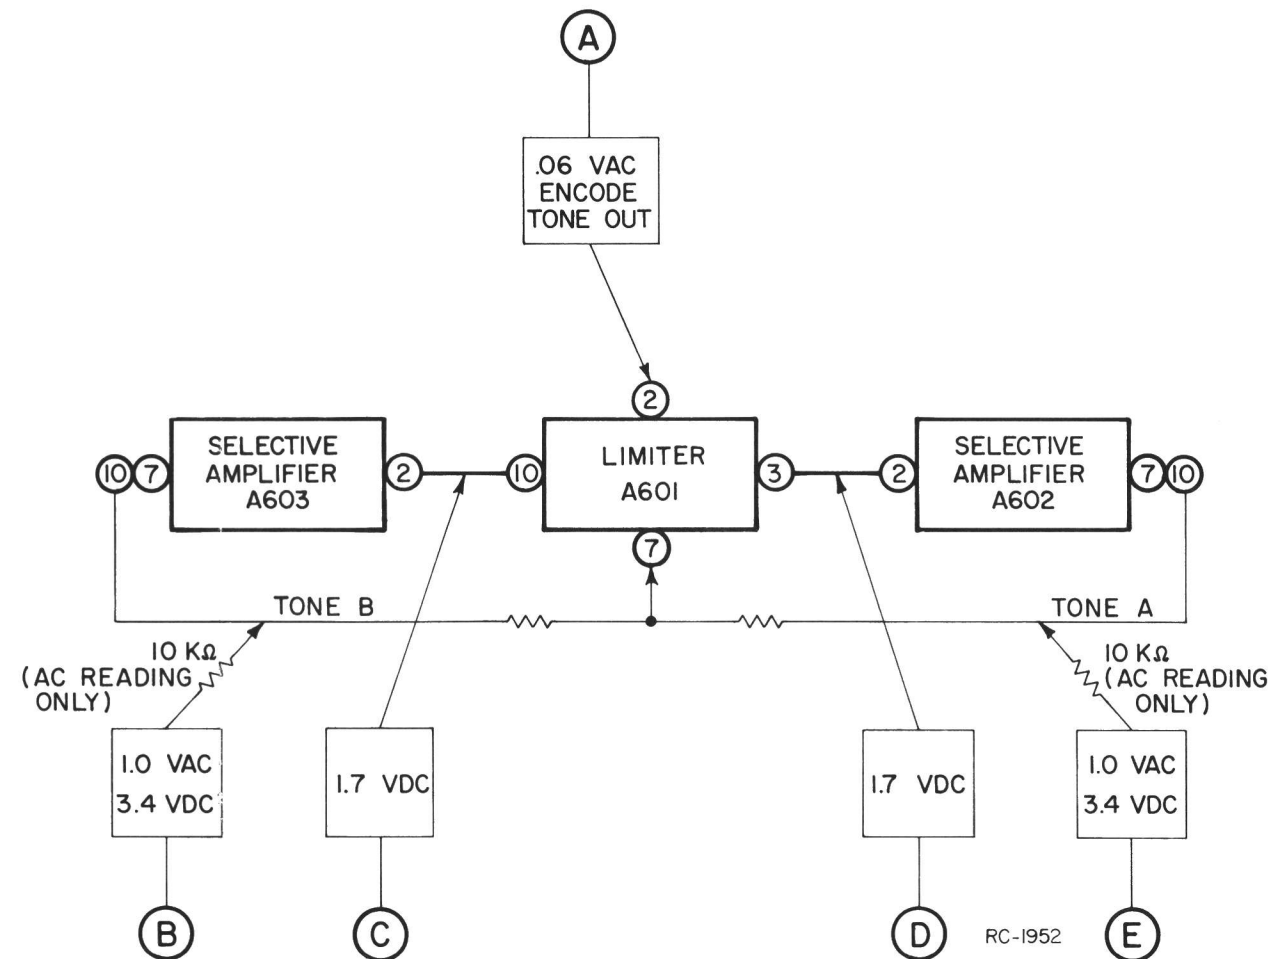 A
.06 VAC
ENCODE
TONE OUT
2
SELECTIVE
AMPLIFIER
A603
LIMITER
A601
SELECTIVE
AMPLIFIER
A602
10 7
2
10
3
2
7 10
7
TONE B
TONE A
10 KΩ
(AC READING
ONLY)
10 KΩ
(AC READING
ONLY)
1.0 VAC
3.4 VDC
1.7 VDC
1.7 VDC
1.0 VAC
3.4 VDC
B
C
D
RC-1952
E